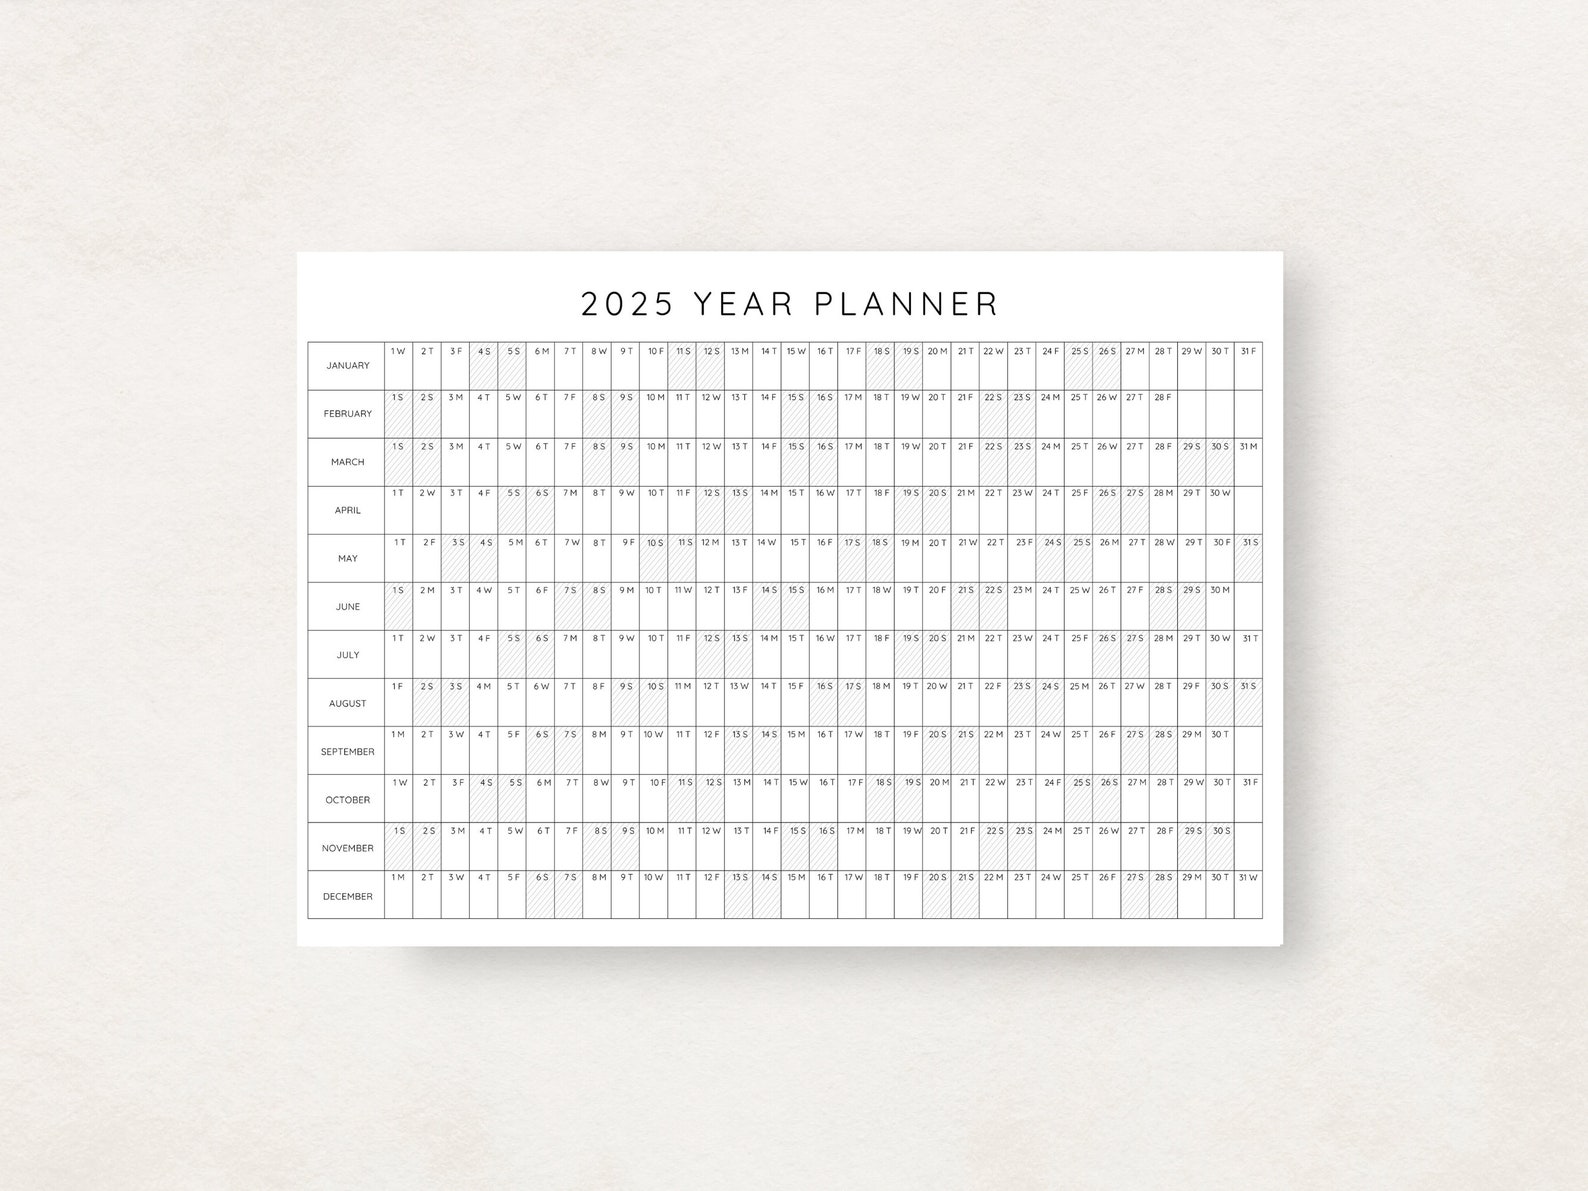 2025 YEAR PLANNER
JANUARY 1 W 2 T 3 F 4 S 5 S 6 M 7 T 8 W 9 T 10 F 11 S 12 S 13 M 14 T 15 W 16 T 17 F 18 S 19 S 20 M 21 T 22 W 23 T 24 F 25 S 26 S 27 M 28 T 29 W 30 T 31 F
FEBRUARY 1 S 2 S 3 M 4 T 5 W 6 T 7 F 8 S 9 S 10 M 11 T 12 W 13 T 14 F 15 S 16 S 17 M 18 T 19 W 20 T 21 F 22 S 23 S 24 M 25 T 26 W 27 T 28 F
MARCH 1 S 2 S 3 M 4 T 5 W 6 T 7 F 8 S 9 S 10 M 11 T 12 W 13 T 14 F 15 S 16 S 17 M 18 T 19 W 20 T 21 F 22 S 23 S 24 M 25 T 26 W 27 T 28 F 29 S 30 S 31 M
APRIL 1 T 2 W 3 T 4 F 5 S 6 S 7 M 8 T 9 W 10 T 11 F 12 S 13 S 14 M 15 T 16 W 17 T 18 F 19 S 20 S 21 M 22 T 23 W 24 T 25 F 26 S 27 S 28 M 29 T 30 W
MAY 1 T 2 F 3 S 4 S 5 M 6 T 7 W 8 T 9 F 10 S 11 S 12 M 13 T 14 W 15 T 16 F 17 S 18 S 19 M 20 T 21 W 22 T 23 F 24 S 25 S 26 M 27 T 28 W 29 T 30 F 31 S
JUNE 1 S 2 M 3 T 4 W 5 T 6 F 7 S 8 S 9 M 10 T 11 W 12 T 13 F 14 S 15 S 16 M 17 T 18 W 19 T 20 F 21 S 22 S 23 M 24 T 25 W 26 T 27 F 28 S 29 S 30 M
JULY 1 T 2 W 3 T 4 F 5 S 6 S 7 M 8 T 9 W 10 T 11 F 12 S 13 S 14 M 15 T 16 W 17 T 18 F 19 S 20 S 21 M 22 T 23 W 24 T 25 F 26 S 27 S 28 M 29 T 30 W 31 T
AUGUST 1 F 2 S 3 S 4 M 5 T 6 W 7 T 8 F 9 S 10 S 11 M 12 T 13 W 14 T 15 F 16 S 17 S 18 M 19 T 20 W 21 T 22 F 23 S 24 S 25 M 26 T 27 W 28 T 29 F 30 S 31 S
SEPTEMBER 1 M 2 T 3 W 4 T 5 F 6 S 7 S 8 M 9 T 10 W 11 T 12 F 13 S 14 S 15 M 16 T 17 W 18 T 19 F 20 S 21 S 22 M 23 T 24 W 25 T 26 F 27 S 28 S 29 M 30 T
OCTOBER 1 W 2 T 3 F 4 S 5 S 6 M 7 T 8 W 9 T 10 F 11 S 12 S 13 M 14 T 15 W 16 T 17 F 18 S 19 S 20 M 21 T 22 W 23 T 24 F 25 S 26 S 27 M 28 T 29 W 30 T 31 F
NOVEMBER 1 S 2 S 3 M 4 T 5 W 6 T 7 F 8 S 9 S 10 M 11 T 12 W 13 T 14 F 15 S 16 S 17 M 18 T 19 W 20 T 21 F 22 S 23 S 24 M 25 T 26 W 27 T 28 F 29 S 30 S
DECEMBER 1 M 2 T 3 W 4 T 5 F 6 S 7 S 8 M 9 T 10 W 11 T 12 F 13 S 14 S 15 M 16 T 17 W 18 T 19 F 20 S 21 S 22 M 23 T 24 W 25 T 26 F 27 S 28 S 29 M 30 T 31 W